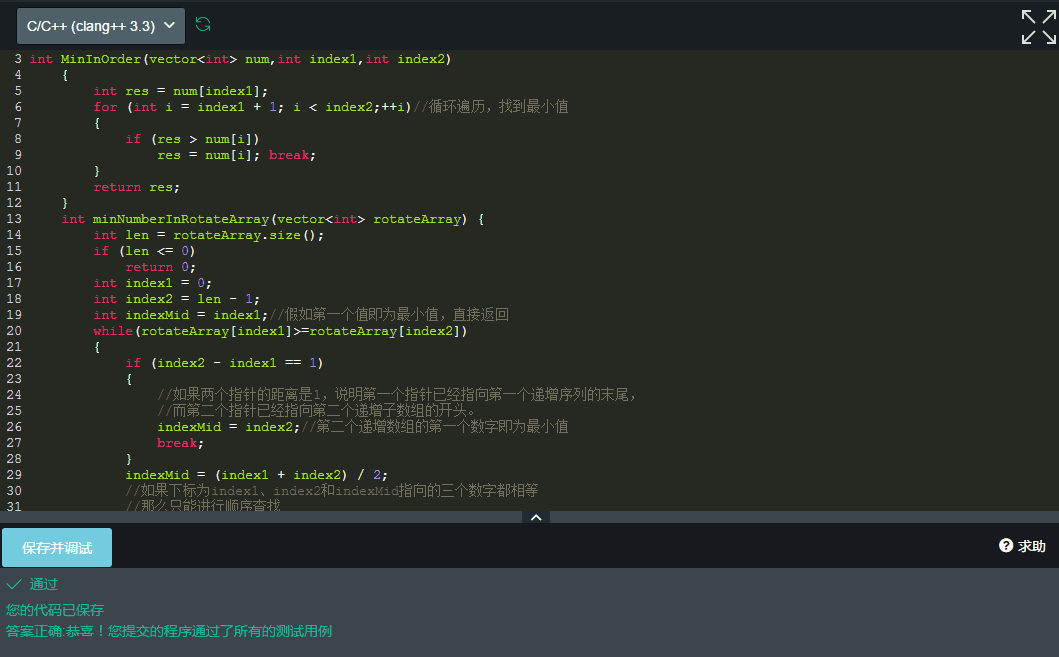 C/C++ (clang++ 3.3)
3 int MinInOrder(vector<int> num,int index1,int index2)
4 {
5 int res = num[index1];
6 for (int i = index1 + 1; i < index2;++i)//循环遍历，找到最小值
7 {
8 if (res > num[i])
9 res = num[i]; break;
10 }
11 return res;
12 }
13 int minNumberInRotateArray(vector<int> rotateArray) {
14 int len = rotateArray.size();
15 if (len <= 0)
16 return 0;
17 int index1 = 0;
18 int index2 = len - 1;
19 int indexMid = index1;//假如第一个值即为最小值，直接返回
20 while(rotateArray[index1]>=rotateArray[index2])
21 {
22 if (index2 - index1 == 1)
23 {
24 //如果两个指针的距离是1，说明第一个指针已经指向第一个递增序列的末尾，
25 //而第二个指针已经指向第二个递增子数组的开头。
26 indexMid = index2;//第二个递增数组的第一个数字即为最小值
27 break;
28 }
29 indexMid = (index1 + index2) / 2;
30 //如果下标为index1、index2和indexMid指向的三个数字都相等
31 //那么只能进行顺序查找
保存并调试
? 求助
通过
您的代码已保存
答案正确:恭喜！您提交的程序通过了所有的测试用例